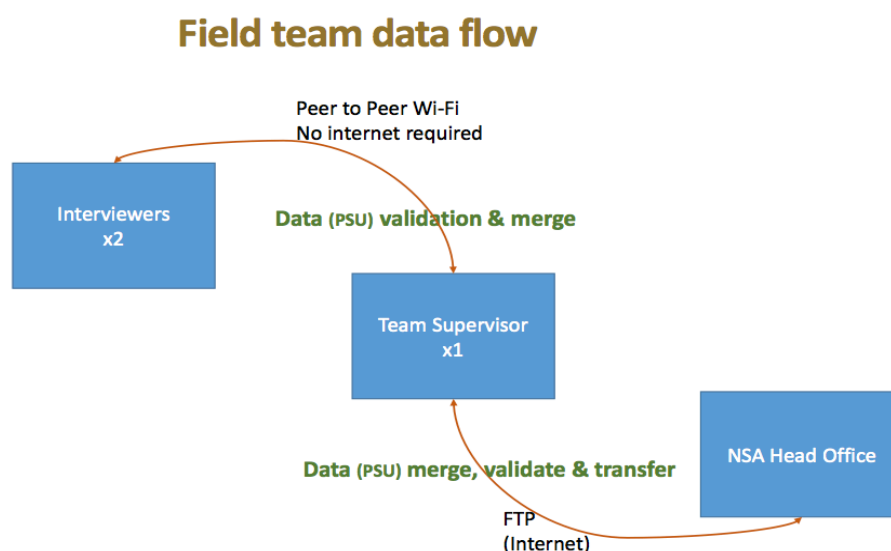 Field team data flow
Peer to Peer Wi-Fi
No internet required
Interviewers
x2
Data (PSU) validation & merge
Team Supervisor
x1
NSA Head Office
Data (PSU) merge, validate & transfer
FTP
(Internet)